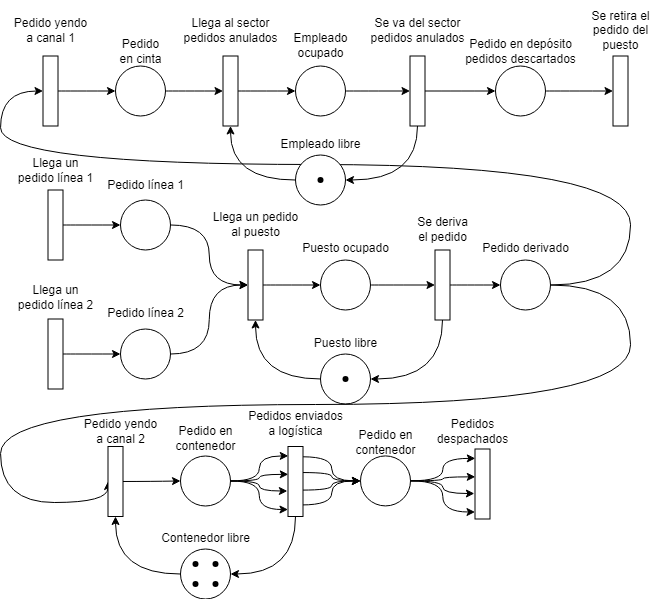 Pedido yendo
a canal 1
Pedido
en cinta
Llega al sector
pedidos anulados
Empleado
ocupado
Se va del sector
pedidos anulados
Pedido en depósito
pedidos descartados
Se retira el
pedido del
puesto
Empleado libre
Llega un
pedido línea 1
Pedido línea 1
Llega un pedido
al puesto
Puesto ocupado
Se deriva
el pedido
Pedido derivado
Llega un
pedido línea 2
Pedido línea 2
Puesto libre
Pedido yendo
a canal 2
Pedido en
contenedor
Pedidos enviados
a logística
Pedido en
contenedor
Pedidos
despachados
Contenedor libre